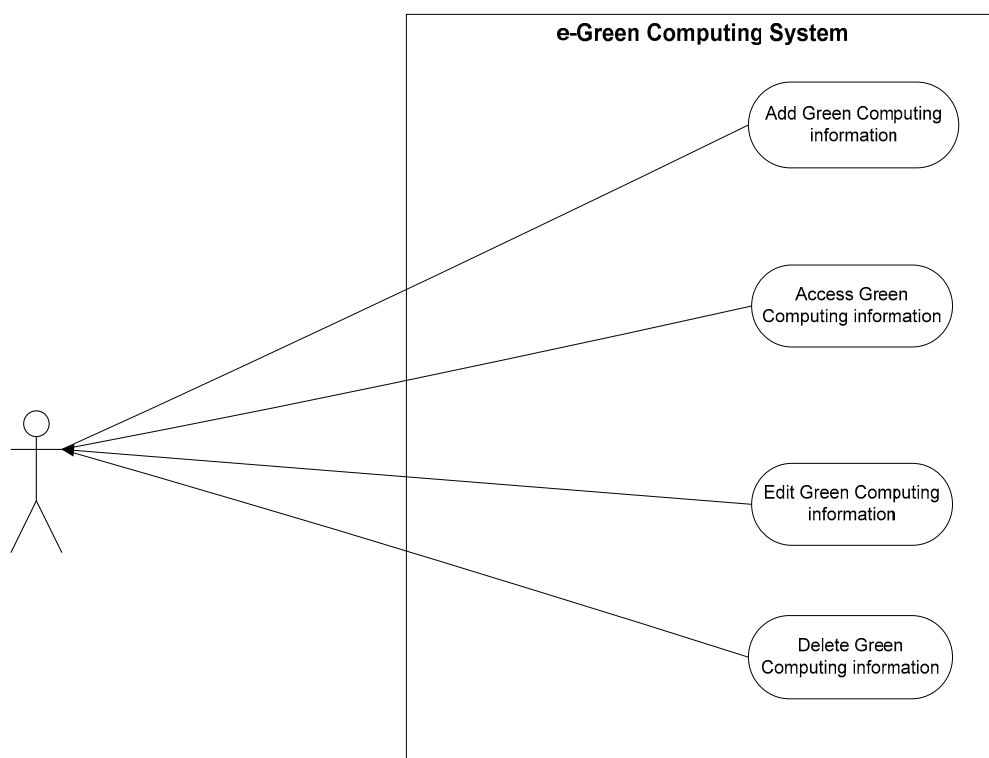 e-Green Computing System
Add Green Computing
information
Access Green
Computing information
Edit Green Computing
information
Delete Green
Computing information